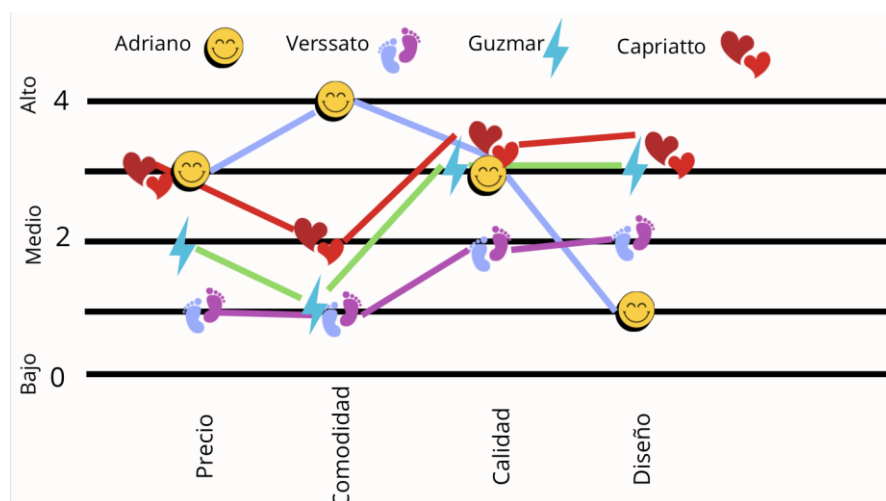 Adriano Verssato Guzmar Capriatto
Alto
4
Medio
2
Bajo
0
Precio
Comodidad
Calidad
Diseño